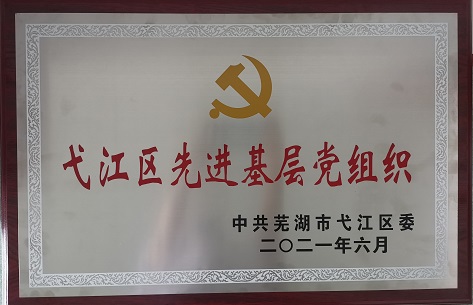 弋江区先进基层党组织
中共芜湖市弋江区委
二〇二一年六月